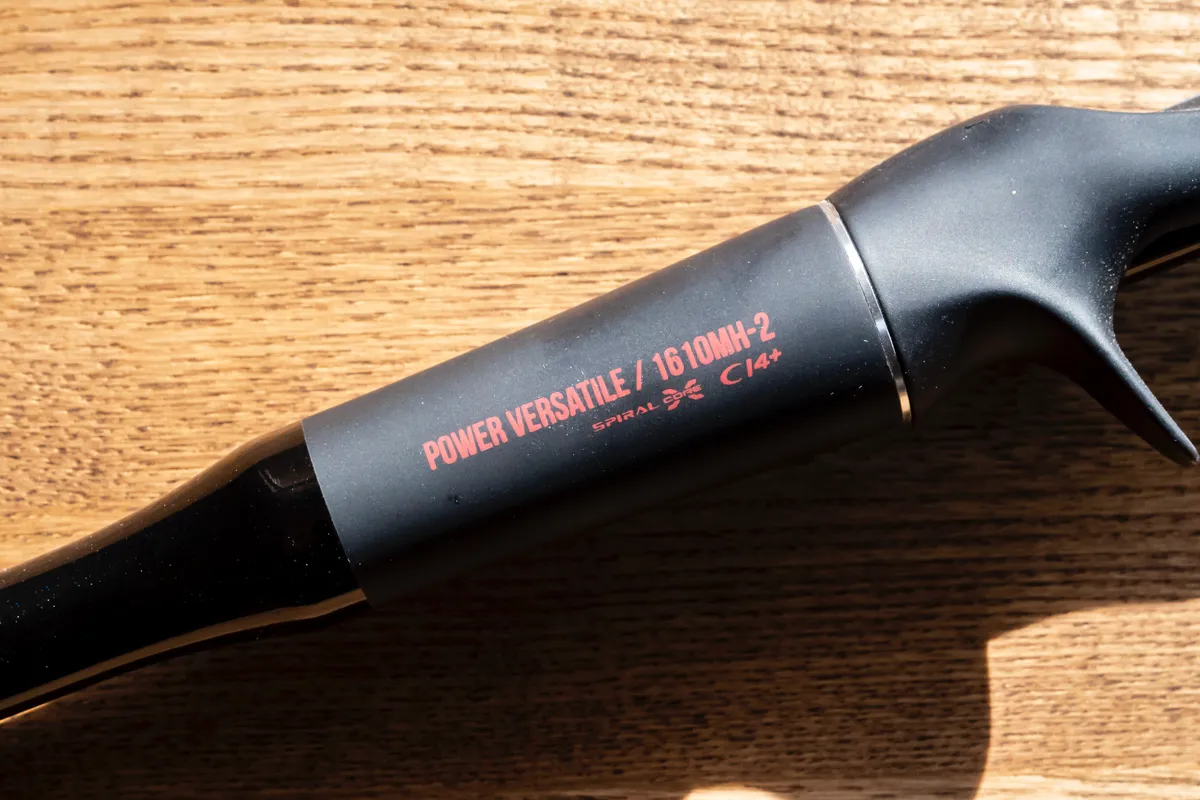 POWER VERSATILE / 1610MH-2
SPIRAL X CORE CI4+